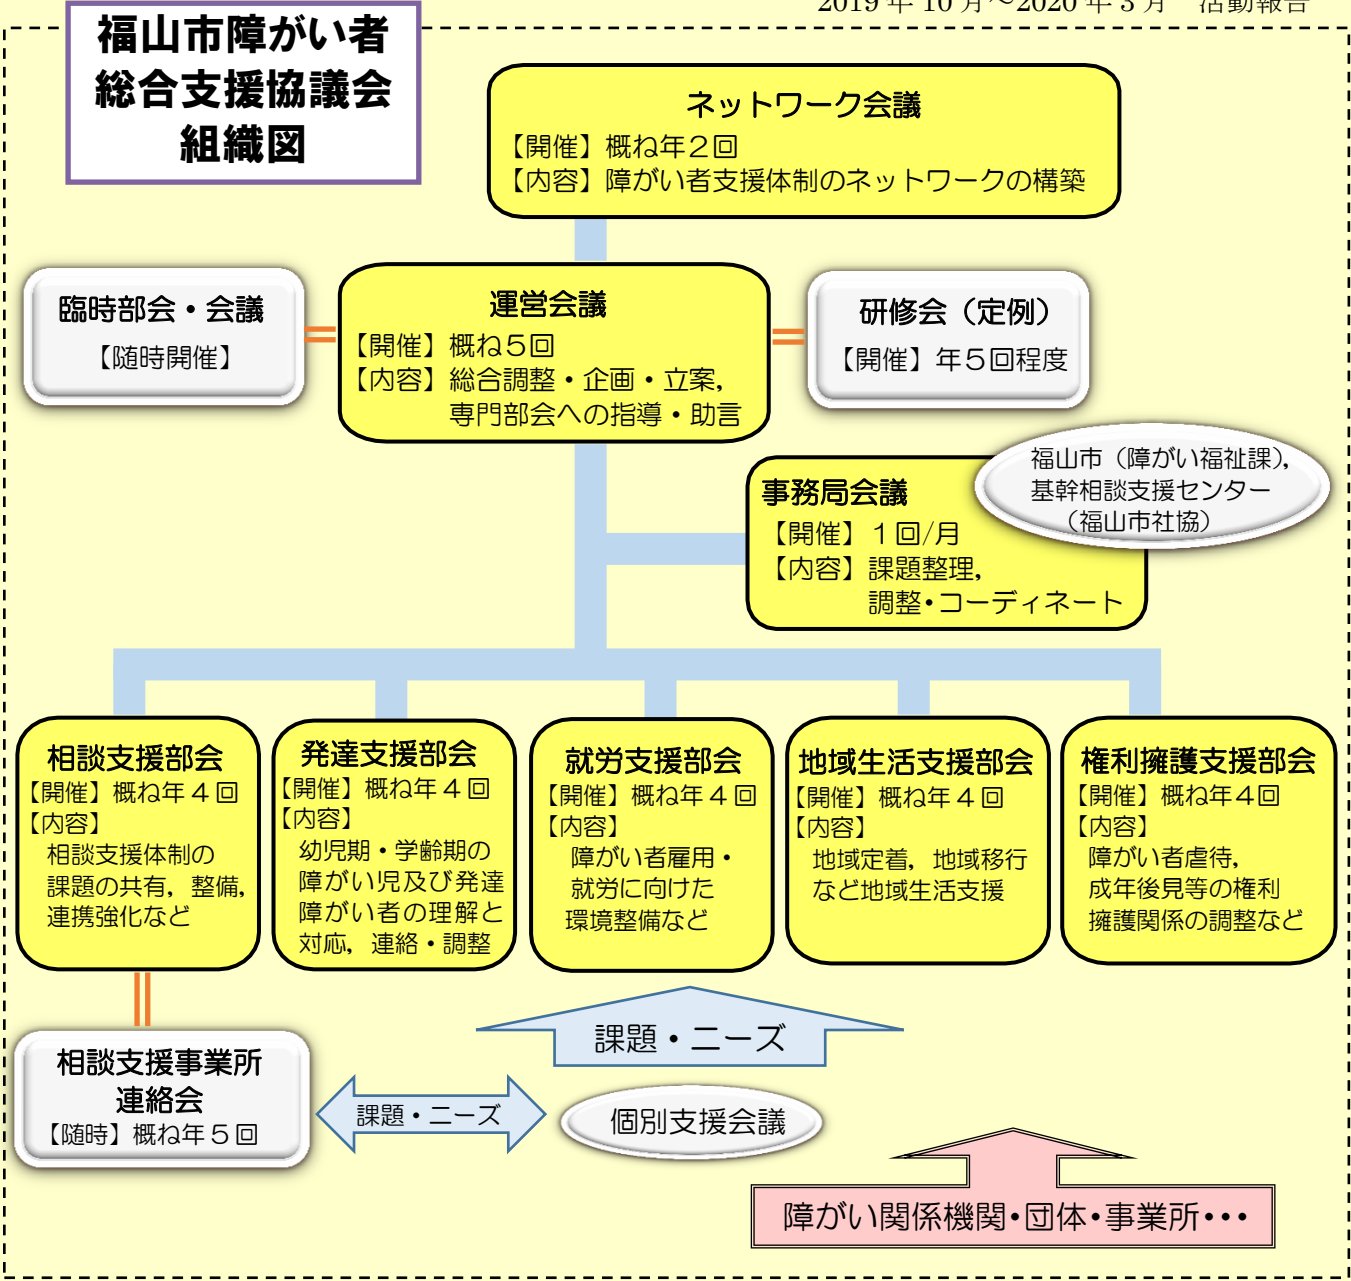 2019年10月～2020年3月　活動報告
福山市障がい者
総合支援協議会
組織図
ネットワーク会議
【開催】概ね年２回
【内容】障がい者支援体制のネットワークの構築
臨時部会・会議
【随時開催】
運営会議
【開催】概ね５回
【内容】総合調整・企画・立案，
専門部会への指導・助言
研修会（定例）
【開催】年５回程度
福山市（障がい福祉課），
基幹相談支援センター
（福山市社協）
事務局会議
【開催】１回/月
【内容】課題整理，
調整・コーディネート
相談支援部会
【開催】概ね年４回
【内容】
相談支援体制の
課題の共有，整備，
連携強化など
発達支援部会
【開催】概ね年４回
【内容】
幼児期・学齢期の
障がい児及び発達
障がい者の理解と
対応，連絡・調整
就労支援部会
【開催】概ね年４回
【内容】
障がい者雇用・
就労に向けた
環境整備など
地域生活支援部会
【開催】概ね年４回
【内容】
地域定着，地域移行
など地域生活支援
権利擁護支援部会
【開催】概ね年４回
【内容】
障がい者虐待，
成年後見等の権利
擁護関係の調整など
課題・ニーズ
相談支援事業所
連絡会
【随時】概ね年５回
課題・ニーズ
個別支援会議
障がい関係機関・団体・事業所・・・